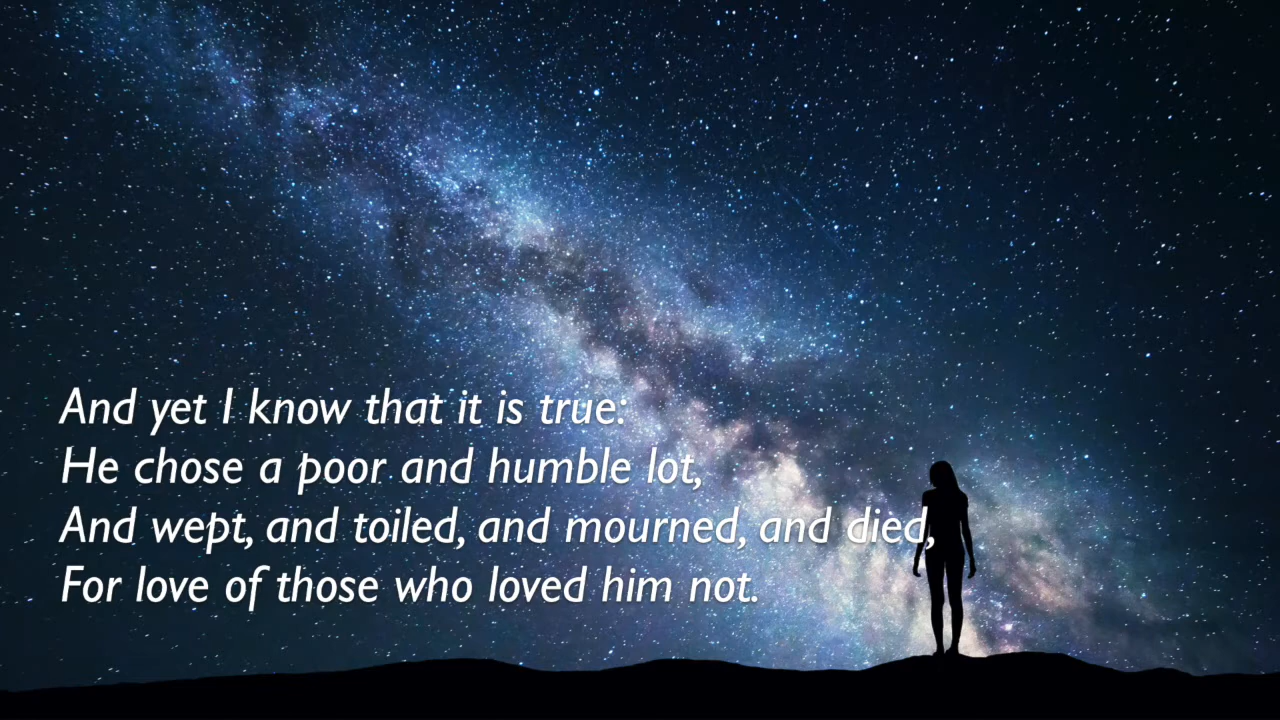 And yet I know that it is true:
He chose a poor and humble lot,
And wept, and toiled, and mourned, and died,
For love of those who loved him not.